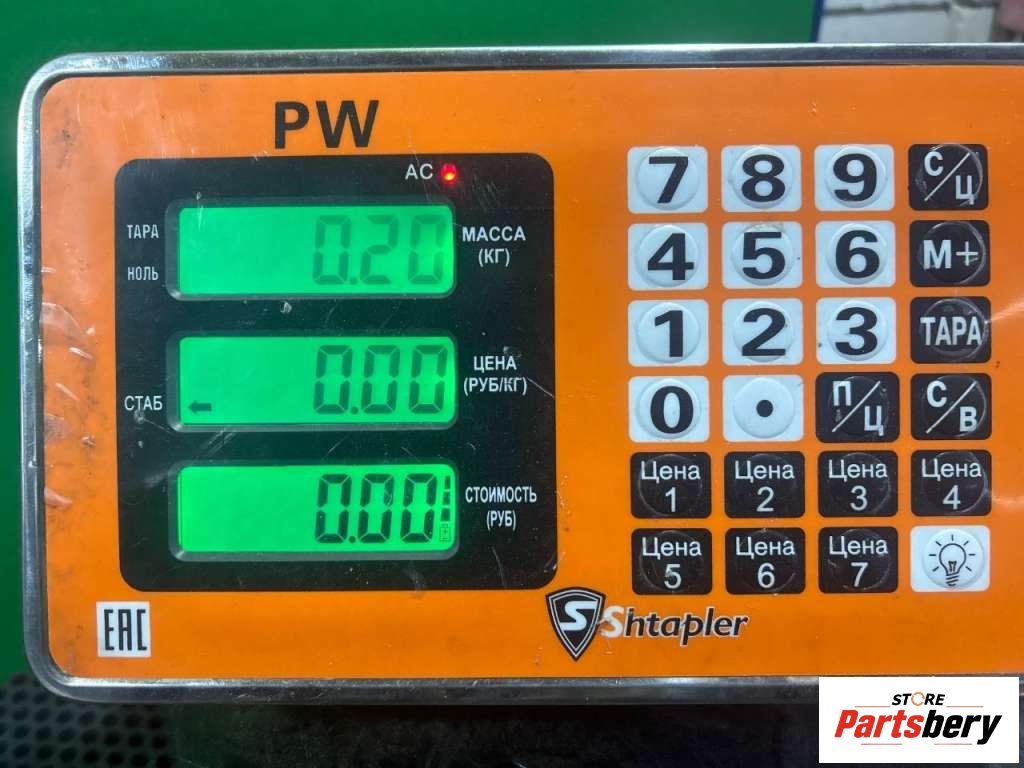 PW
AC
ТАРА
НОЛЬ
0.20
МАССА
(КГ)
СТАБ
0.00
ЦЕНА
(РУБ/КГ)
0.00
СТОИМОСТЬ
(РУБ)
7 8 9 С/Ц
4 5 6 М+
1 2 3 ТАРА
0 . П/Ц С/В
Цена 1 Цена 2 Цена 3 Цена 4
Цена 5 Цена 6 Цена 7
EAC
S Shtapler
STORE
Partsbery